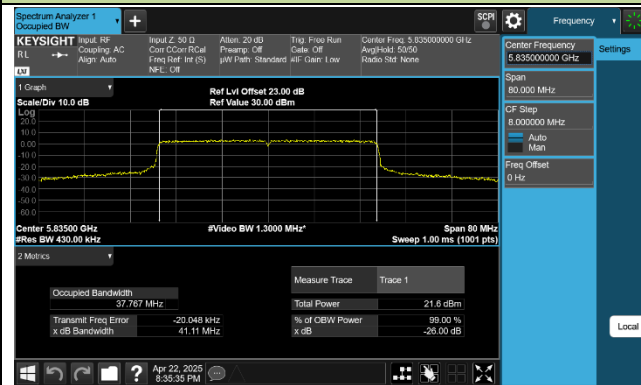 Spectrum Analyzer 1
Occupied BW
SCPI
Frequency
KEYSIGHT
RL
LXI
Input: RF
Coupling: AC
Align: Auto
Input Z: 50 Ω
Corr CCorr RCal
Freq Ref: Int (S)
NFE: Off
Atten: 20 dB
Preamp: Off
µW Path: Standard
Trig: Free Run
Gate: Off
#IF Gain: Low
Center Freq: 5.835000000 GHz
Avg|Hold: 50/50
Radio Std: None
Center Frequency
5.835000000 GHz
Settings
Span
80.000 MHz
CF Step
8.000000 MHz
Auto
Man
Freq Offset
0 Hz
Local
1 Graph
Scale/Div 10.0 dB
Ref Lvl Offset 23.00 dB
Ref Value 30.00 dBm
Log
20.0
10.0
0.00
-10.0
-20.0
-30.0
-40.0
-50.0
-60.0
Center 5.83500 GHz
#Video BW 1.3000 MHz*
Span 80 MHz
#Res BW 430.00 kHz
Sweep 1.00 ms (1001 pts)
2 Metrics
Measure Trace
Trace 1
Occupied Bandwidth
37.767 MHz
Total Power
21.6 dBm
Transmit Freq Error
-20.048 kHz
% of OBW Power
99.00 %
x dB Bandwidth
41.11 MHz
x dB
-26.00 dB
Apr 22, 2025
8:35:35 PM